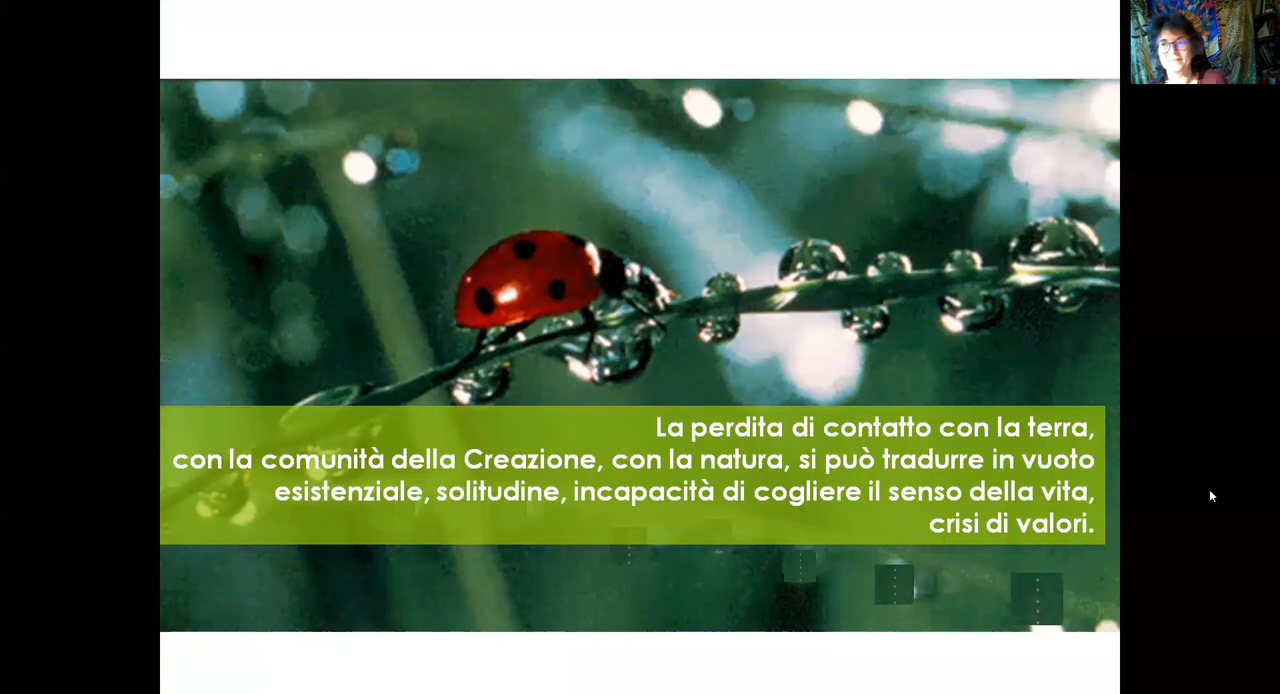 La perdita di contatto con la terra,
con la comunità della Creazione, con la natura, si può tradurre in vuoto
esistenziale, solitudine, incapacità di cogliere il senso della vita,
crisi di valori.